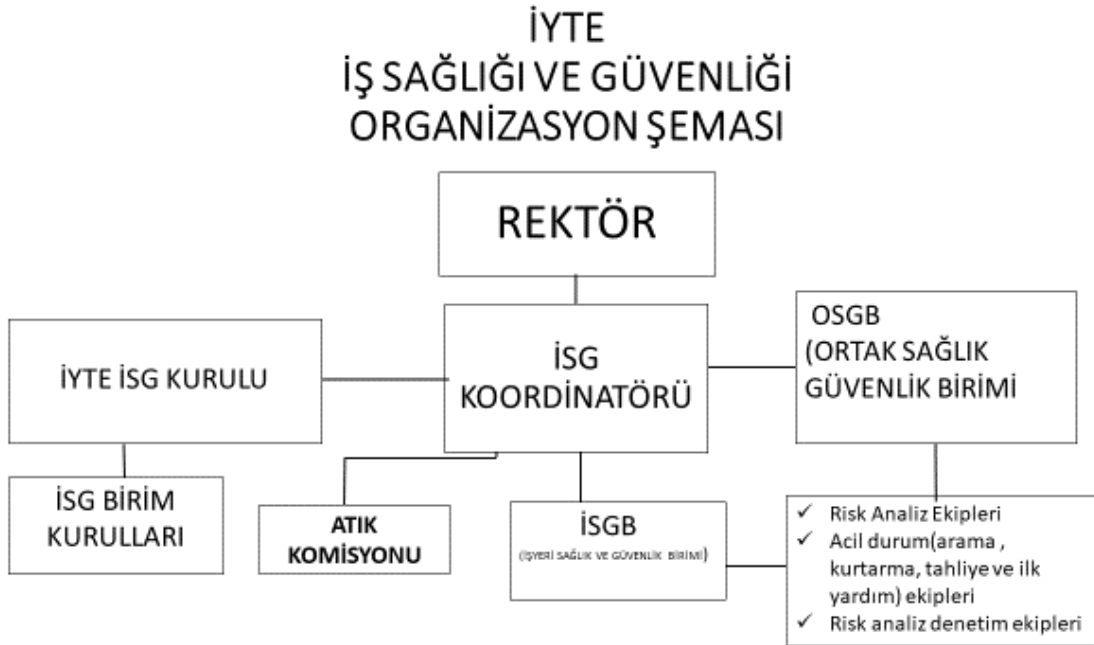 İYTE
İŞ SAĞLIĞI VE GÜVENLİĞİ
ORGANİZASYON ŞEMASI
REKTÖR
İYTE İSG KURULU
İSG
KOORDİNATÖRÜ
OSGB
(ORTAK SAĞLIK
GÜVENLİK BİRİMİ
İSG BİRİM
KURULLARI
ATIK
KOMİSYONU
İSGB
(İŞYERİ SAĞLIK VE GÜVENLİK BİRİMİ)
✓ Risk Analiz Ekipleri
✓ Acil durum(arama ,
kurtarma, tahliye ve ilk
yardım) ekipleri
✓ Risk analiz denetim ekipleri